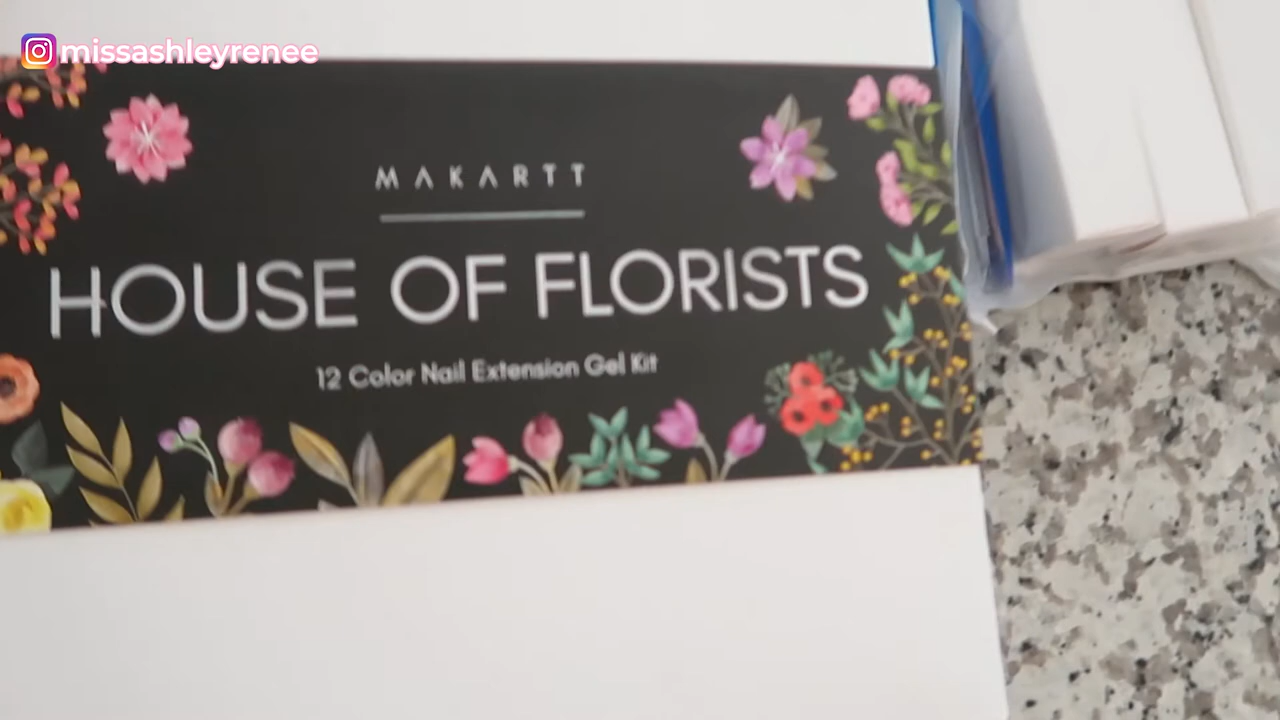 missashleyrenee
MAKARTT
HOUSE OF FLORISTS
12 Color Nail Extension Gel Kit